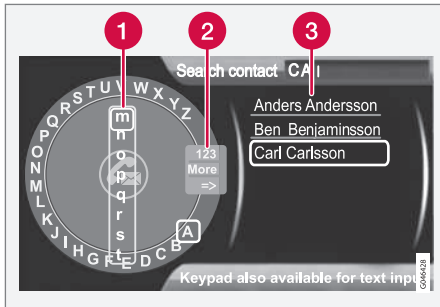 1 2 3
Search contact CA
A B C D E F G H I J K L M N O P Q R S T U V W X Y Z
m
n
o
p
q
r
s
t
123
More
=>
Anders Andersson
Ben Benjaminsson
Carl Carlsson
Keypad also available for text inpu
G046428